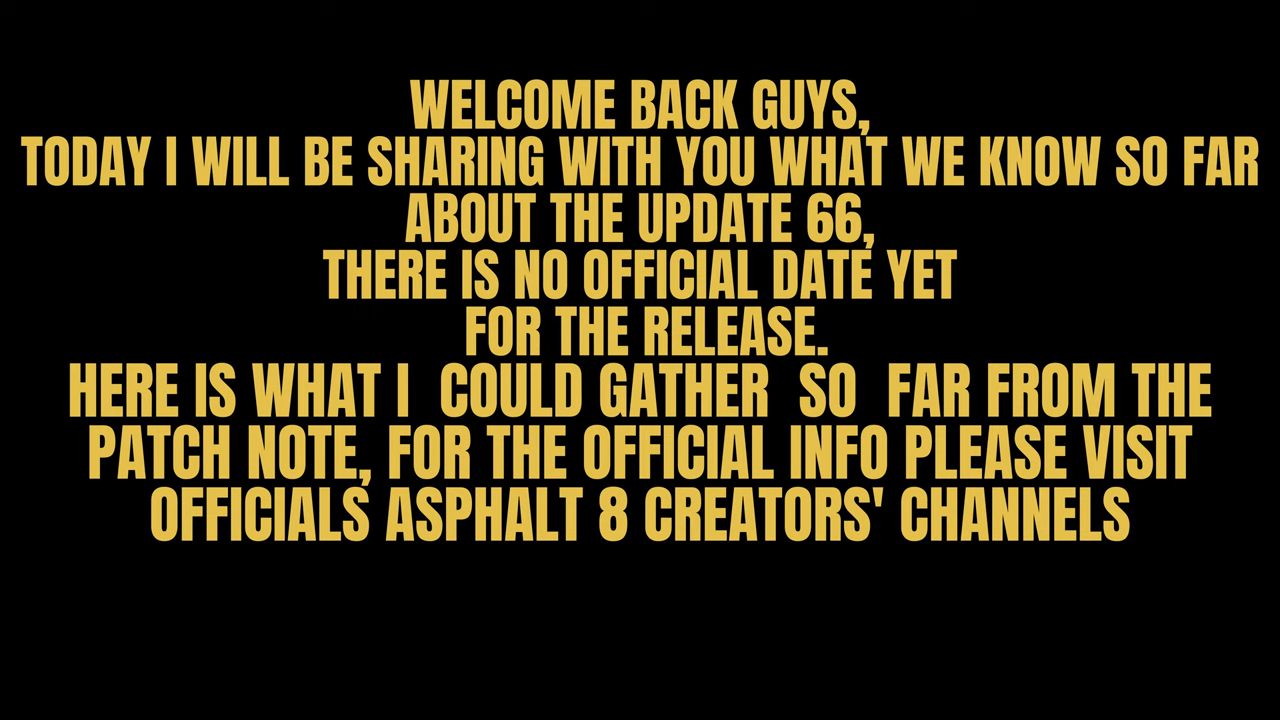 WELCOME BACK GUYS,
TODAY I WILL BE SHARING WITH YOU WHAT WE KNOW SO FAR
ABOUT THE UPDATE 66,
THERE IS NO OFFICIAL DATE YET
FOR THE RELEASE.
HERE IS WHAT I  COULD GATHER  SO  FAR FROM THE
PATCH NOTE, FOR THE OFFICIAL INFO PLEASE VISIT
OFFICIALS ASPHALT 8 CREATORS' CHANNELS